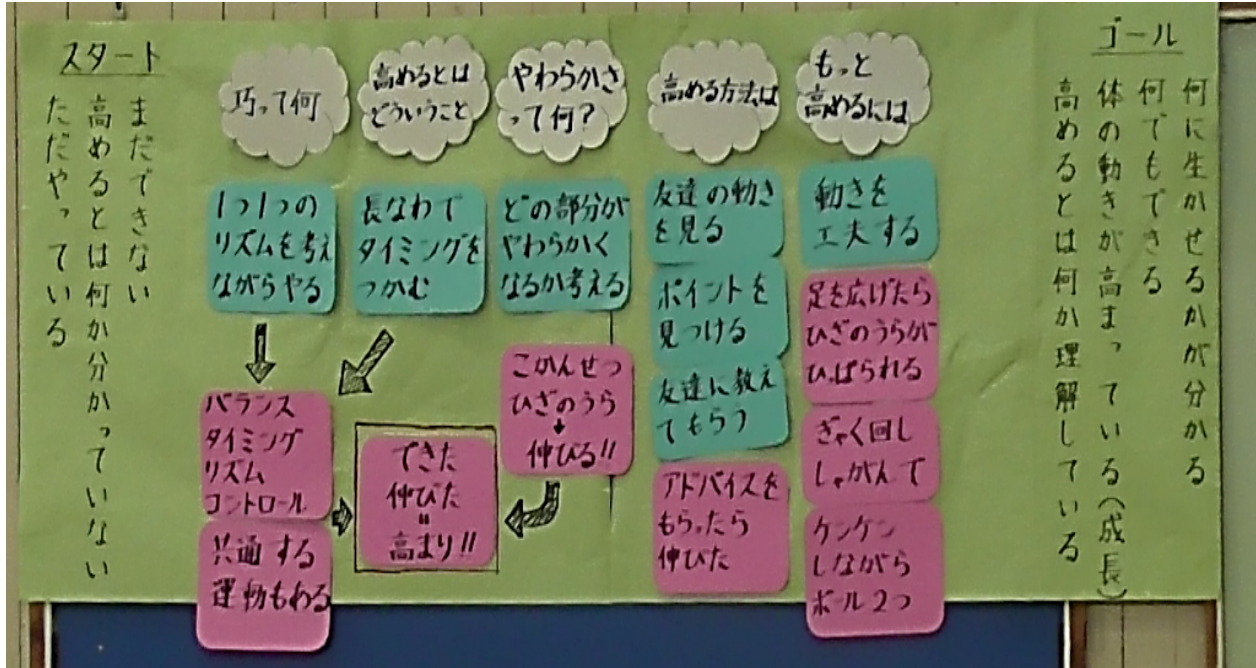 スタート
まだできない
高めるとは何か分かっていない
ただやっている
巧って何
1つ1つの
リズムを考え
ながらやる
バランス
タイミング
リズム
コントロール
共通する
運動もある
高めるとは
どういうこと
長なわで
タイミングを
つかむ
できた
伸びた
＝
高まり!!
やわらかさ
って何?
どの部分が
やわらかく
なるか考える
こかんせつ
ひざのうら
↓
伸びる!!
高める方法は
友達の動き
を見る
ポイントを
見つける
友達に教え
てもらう
アドバイスを
もらったら
伸びた
もっと
高めるには
動きを
工夫する
足を広げたら
ひざのうらが
ひっぱられる
ぎゃく回し
しゃがんで
ケンケン
しながら
ボール2つ
ゴール
何に生かせるかが分かる
何でもできる
体の動きが高まっている(成長)
高めるとは何か理解している